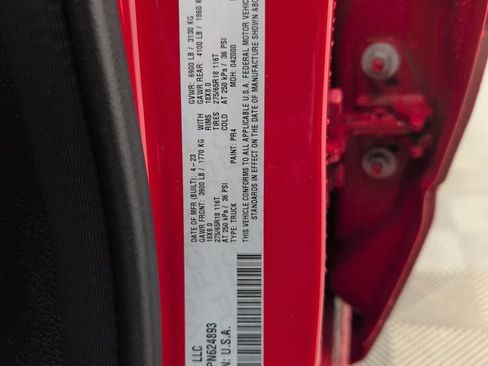 LLC
DATE OF MFR (BUILT): 4-23
GVWR: 6900 LB / 3130 KG
GAWR FRONT: 3900 LB / 1770 KG
WITH
GAWR REAR: 4100 LB / 1860 KG
18X8.0
RIMS
18X8.0
275/65R18 116T
TIRES
275/65R18 116T
AT 250 kPa / 36 PSI
COLD
AT 250 kPa / 36 PSI
TYPE: TRUCK
PAINT: PR4
MDH: 042000
THIS VEHICLE CONFORMS TO ALL APPLICABLE U.S.A. FEDERAL MOTOR VEHICLE
STANDARDS IN EFFECT ON THE DATE OF MANUFACTURE SHOWN ABO
PN624893
U.S.A.